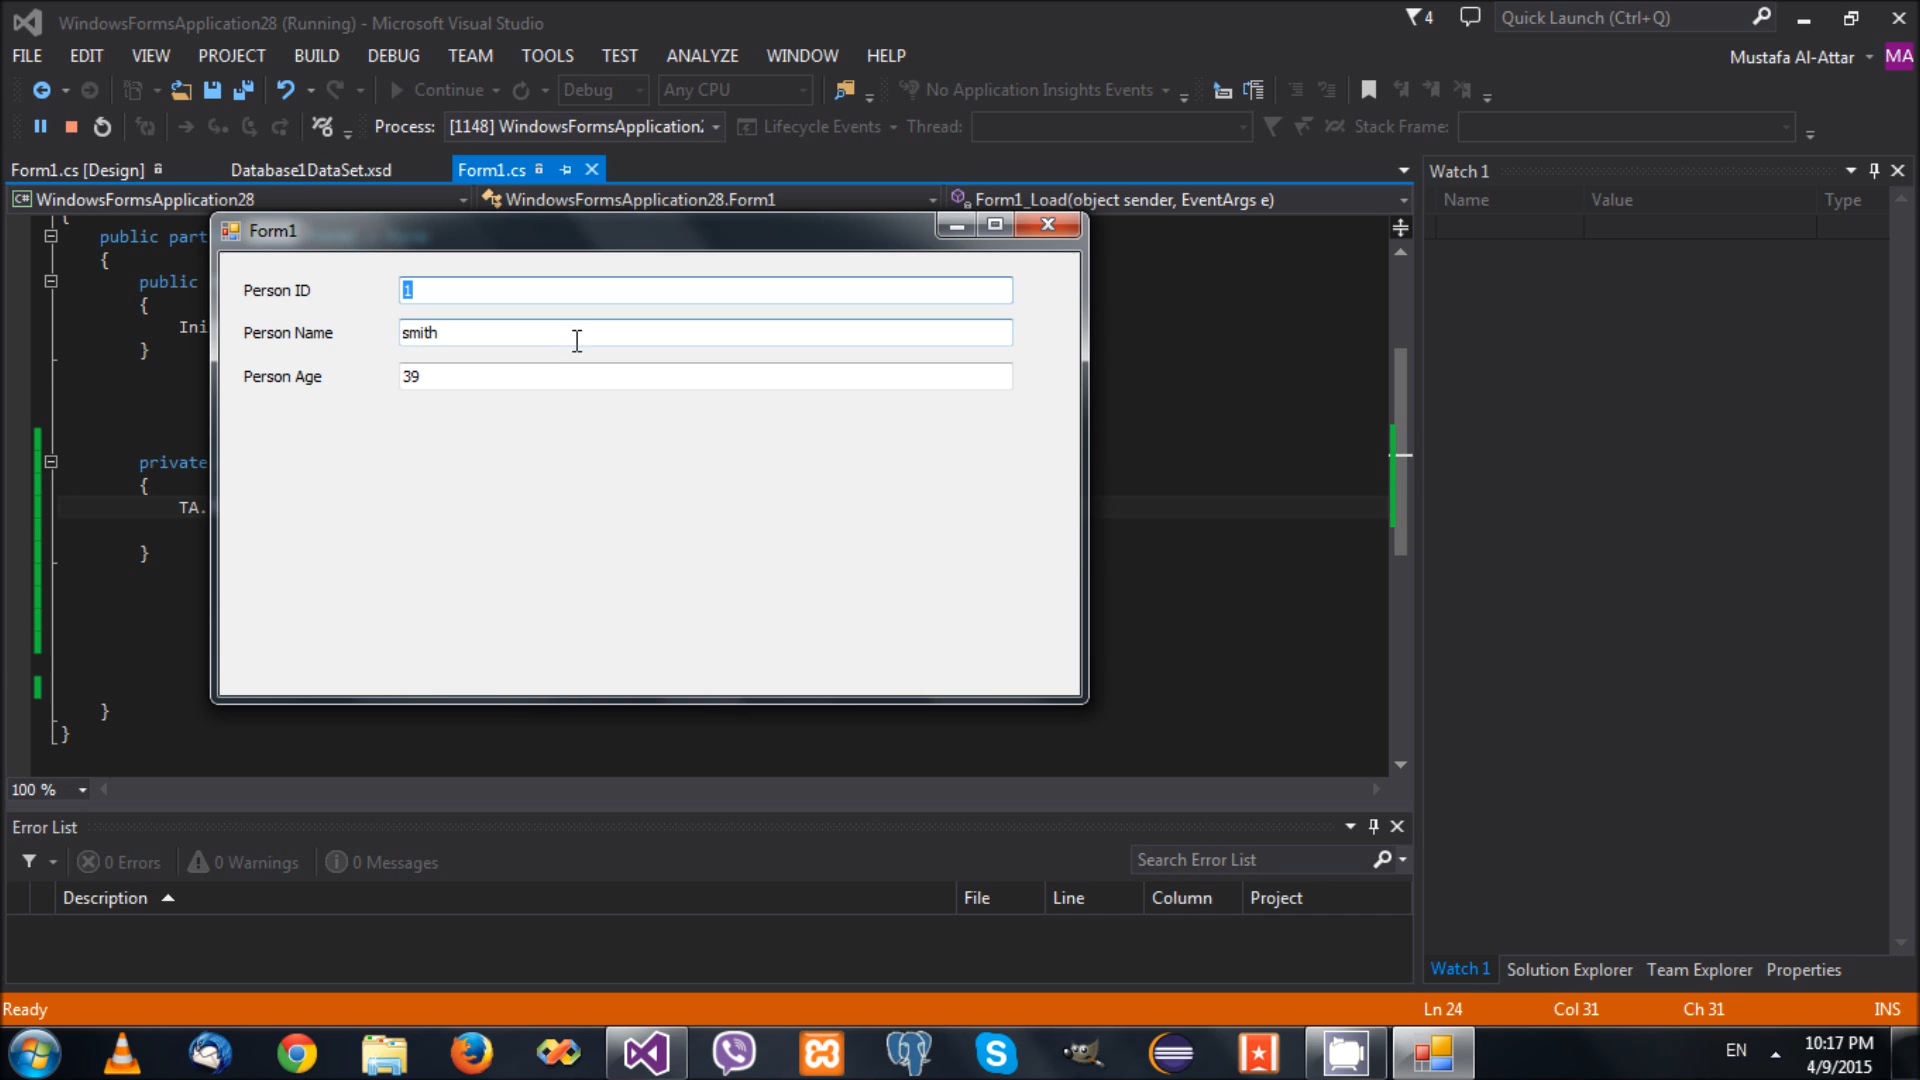 WindowsFormsApplication28 (Running) - Microsoft Visual Studio
4
Quick Launch (Ctrl+Q)
FILE EDIT VIEW PROJECT BUILD DEBUG TEAM TOOLS TEST ANALYZE WINDOW HELP
Mustafa Al-Attar MA
Continue Debug Any CPU No Application Insights Events
Process: [1148] WindowsFormsApplication Lifecycle Events Thread: Stack Frame:
Form1.cs [Design] Database1DataSet.xsd Form1.cs
Watch 1
C# WindowsFormsApplication28 WindowsFormsApplication28.Form1 Form1_Load(object sender, EventArgs e)
Name Value Type
{
public part
{
public
{
Ini
}
private
{
TA.
}
}
}
Form1
Person ID 1
Person Name smith
Person Age 39
100 %
Error List
0 Errors 0 Warnings 0 Messages
Search Error List
Description File Line Column Project
Watch 1 Solution Explorer Team Explorer Properties
Ready Ln 24 Col 31 Ch 31 INS
EN
10:17 PM
4/9/2015